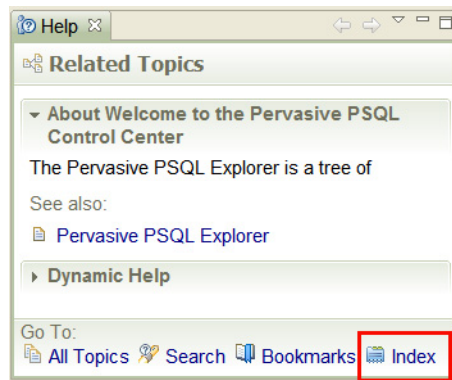 Help
Related Topics
About Welcome to the Pervasive PSQL
Control Center
The Pervasive PSQL Explorer is a tree of
See also:
Pervasive PSQL Explorer
Dynamic Help
Go To:
All Topics Search Bookmarks Index